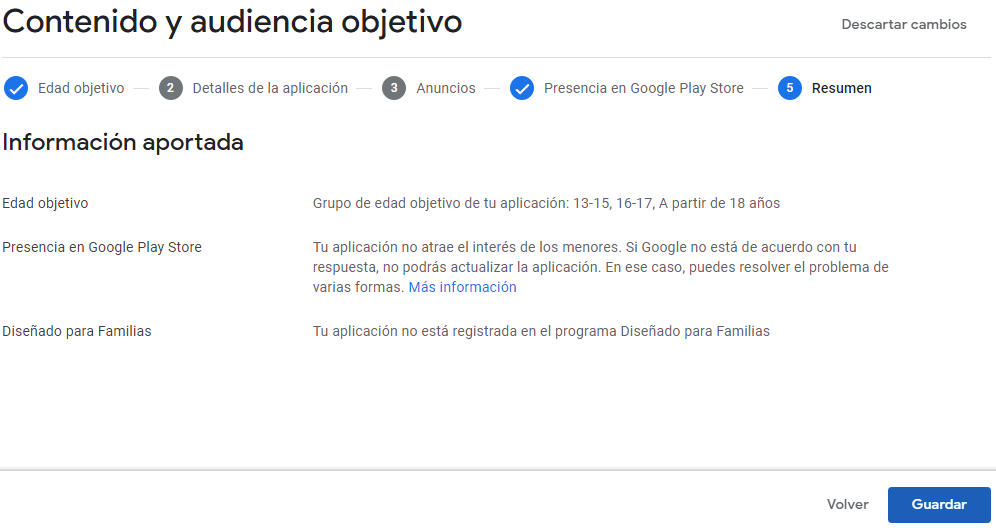 Contenido y audiencia objetivo
Descartar cambios
Edad objetivo
2 Detalles de la aplicación
3 Anuncios
Presencia en Google Play Store
5 Resumen
Información aportada
Edad objetivo
Grupo de edad objetivo de tu aplicación: 13-15, 16-17, A partir de 18 años
Presencia en Google Play Store
Tu aplicación no atrae el interés de los menores. Si Google no está de acuerdo con tu
respuesta, no podrás actualizar la aplicación. En ese caso, puedes resolver el problema de
varias formas. Más información
Diseñado para Familias
Tu aplicación no está registrada en el programa Diseñado para Familias
Volver
Guardar